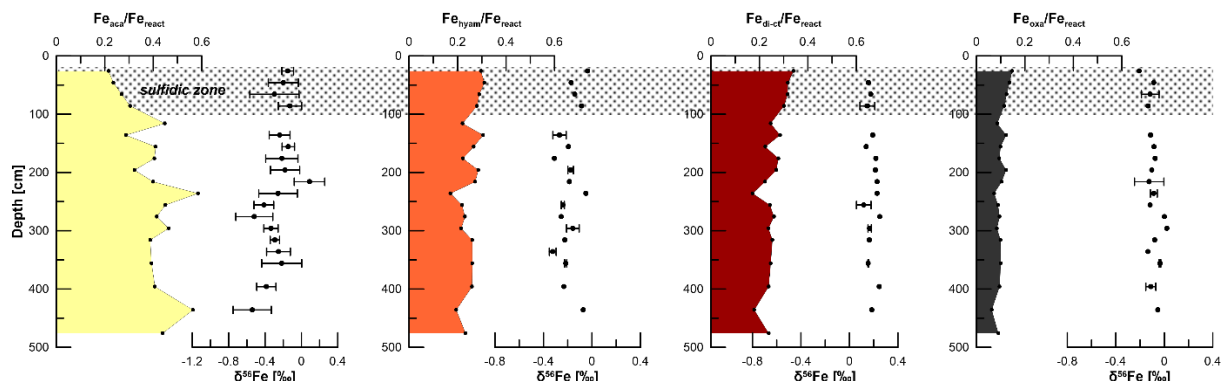 Fe_aca/Fe_react Fe_hyam/Fe_react Fe_di-ct/Fe_react Fe_oxa/Fe_react
0 0.2 0.4 0.6 0 0.2 0.4 0.6 0 0.2 0.4 0.6 0 0.2 0.4 0.6
0
sulfidic zone
100
200
Depth [cm]
300
400
500
-1.2 -0.8 -0.4 0 0.4 -0.8 -0.4 0 0.4 -0.8 -0.4 0 0.4 -0.8 -0.4 0 0.4
δ⁵⁶Fe [‰] δ⁵⁶Fe [‰] δ⁵⁶Fe [‰] δ⁵⁶Fe [‰]